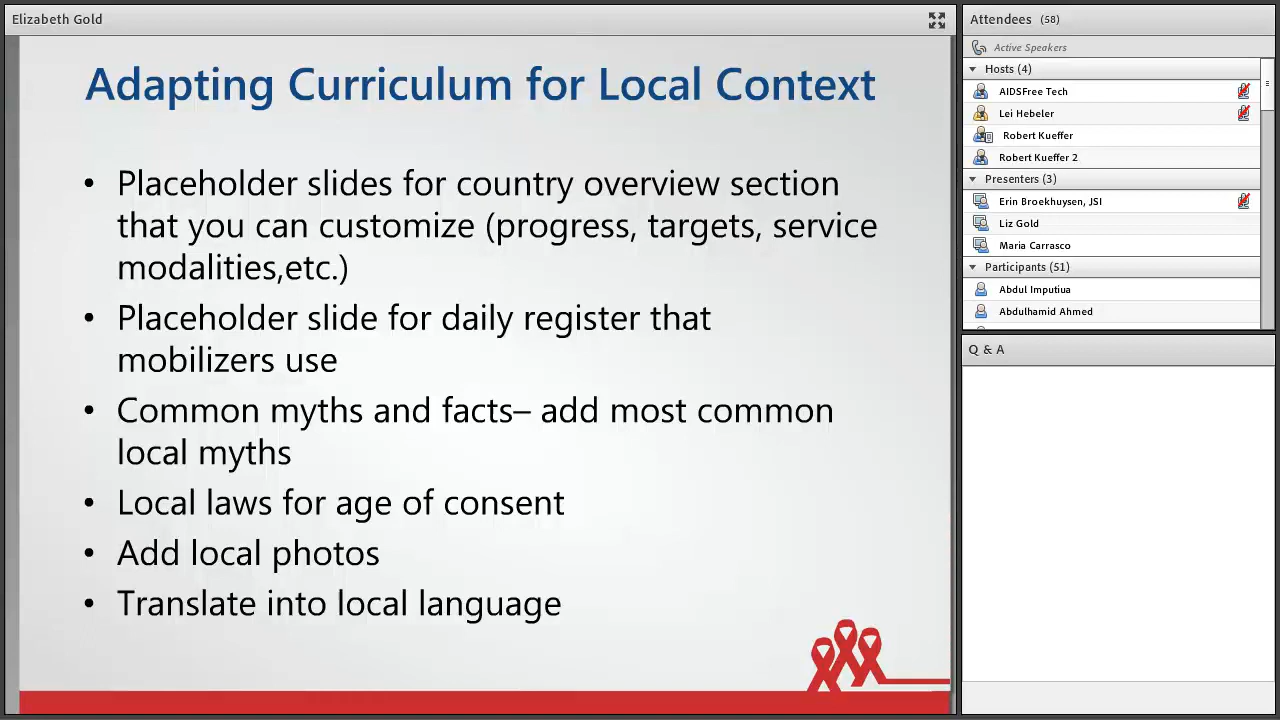 Elizabeth Gold
Adapting Curriculum for Local Context
• Placeholder slides for country overview section
that you can customize (progress, targets, service
modalities,etc.)
• Placeholder slide for daily register that
mobilizers use
• Common myths and facts– add most common
local myths
• Local laws for age of consent
• Add local photos
• Translate into local language
Attendees (58)
Active Speakers
Hosts (4)
AIDSFree Tech
Lei Hebeler
Robert Kueffer
Robert Kueffer 2
Presenters (3)
Erin Broekhuysen, JSI
Liz Gold
Maria Carrasco
Participants (51)
Abdul Imputiua
Abdulhamid Ahmed
Q & A